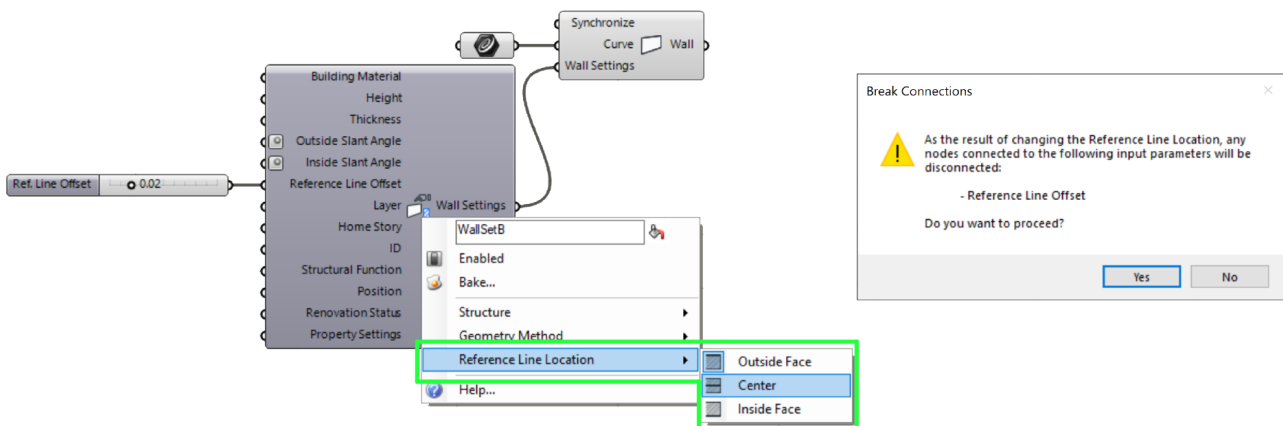 Synchronize
Curve
Wall
Wall Settings
Building Material
Height
Thickness
Outside Slant Angle
Inside Slant Angle
Reference Line Offset
Ref. Line Offset
0.02
Layer
Wall Settings
Home Story
ID
Structural Function
Position
Renovation Status
Property Settings
WallSetB
Enabled
Bake...
Structure
Geometry Method
Reference Line Location
Help...
Outside Face
Center
Inside Face
Break Connections
As the result of changing the Reference Line Location, any
nodes connected to the following input parameters will be
disconnected:
- Reference Line Offset
Do you want to proceed?
Yes
No